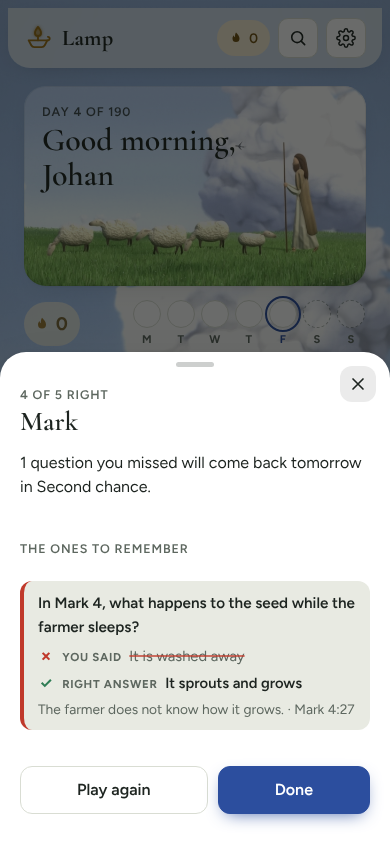 Lamp
0
DAY 4 OF 190
Good morning,
Johan
0
M T W T F S S
4 OF 5 RIGHT
Mark
1 question you missed will come back tomorrow
in Second chance.
THE ONES TO REMEMBER
In Mark 4, what happens to the seed while the
farmer sleeps?
YOU SAID It is washed away
RIGHT ANSWER It sprouts and grows
The farmer does not know how it grows. · Mark 4:27
Play again
Done